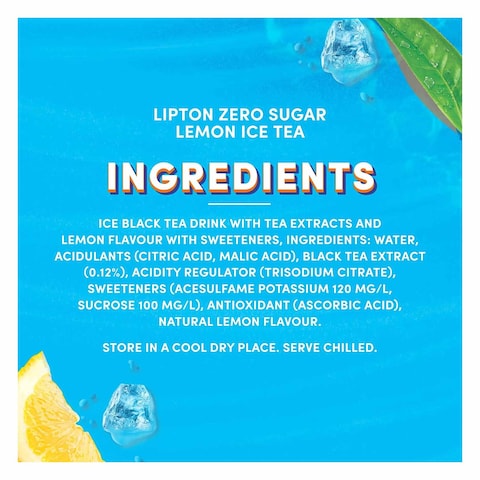 LIPTON ZERO SUGAR
LEMON ICE TEA
INGREDIENTS
ICE BLACK TEA DRINK WITH TEA EXTRACTS AND
LEMON FLAVOUR WITH SWEETENERS, INGREDIENTS: WATER,
ACIDULANTS (CITRIC ACID, MALIC ACID), BLACK TEA EXTRACT
(0.12%), ACIDITY REGULATOR (TRISODIUM CITRATE),
SWEETENERS (ACESULFAME POTASSIUM 120 MG/L,
SUCROSE 100 MG/L), ANTIOXIDANT (ASCORBIC ACID),
NATURAL LEMON FLAVOUR.
STORE IN A COOL DRY PLACE. SERVE CHILLED.